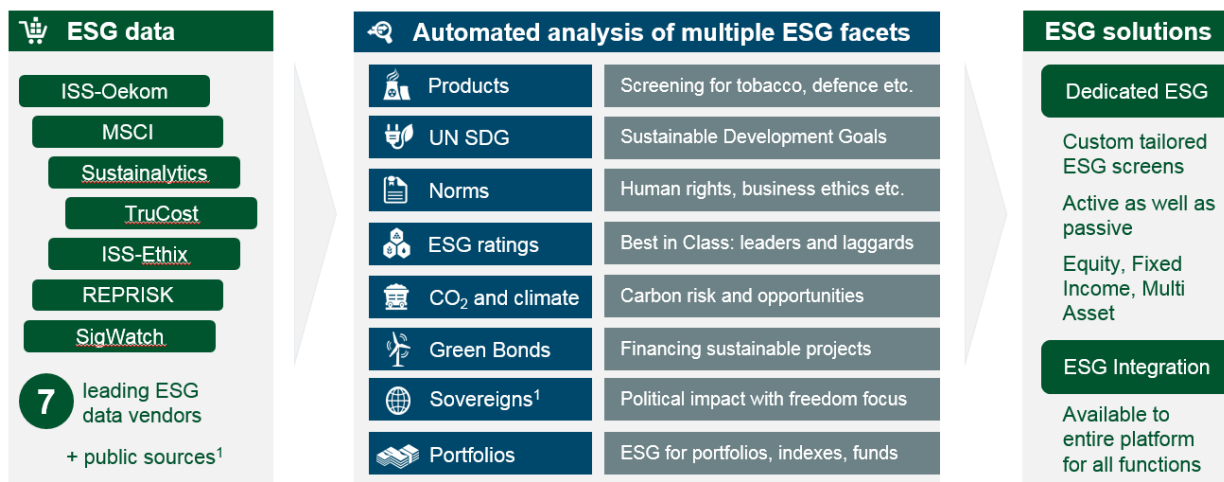 ESG data
ISS-Oekom
MSCI
Sustainalytics
TruCost
ISS-Ethix
REPRISK
SigWatch
7
leading ESG
data vendors
+ public sources¹
Automated analysis of multiple ESG facets
Products
Screening for tobacco, defence etc.
UN SDG
Sustainable Development Goals
Norms
Human rights, business ethics etc.
ESG ratings
Best in Class: leaders and laggards
CO₂ and climate
Carbon risk and opportunities
Green Bonds
Financing sustainable projects
Sovereigns¹
Political impact with freedom focus
Portfolios
ESG for portfolios, indexes, funds
ESG solutions
Dedicated ESG
Custom tailored
ESG screens
Active as well as
passive
Equity, Fixed
Income, Multi
Asset
ESG Integration
Available to
entire platform
for all functions